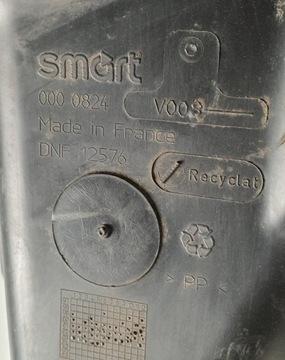 smart
000 0824 V003
Made in France
DNF 12576
Recyclat
> PP <